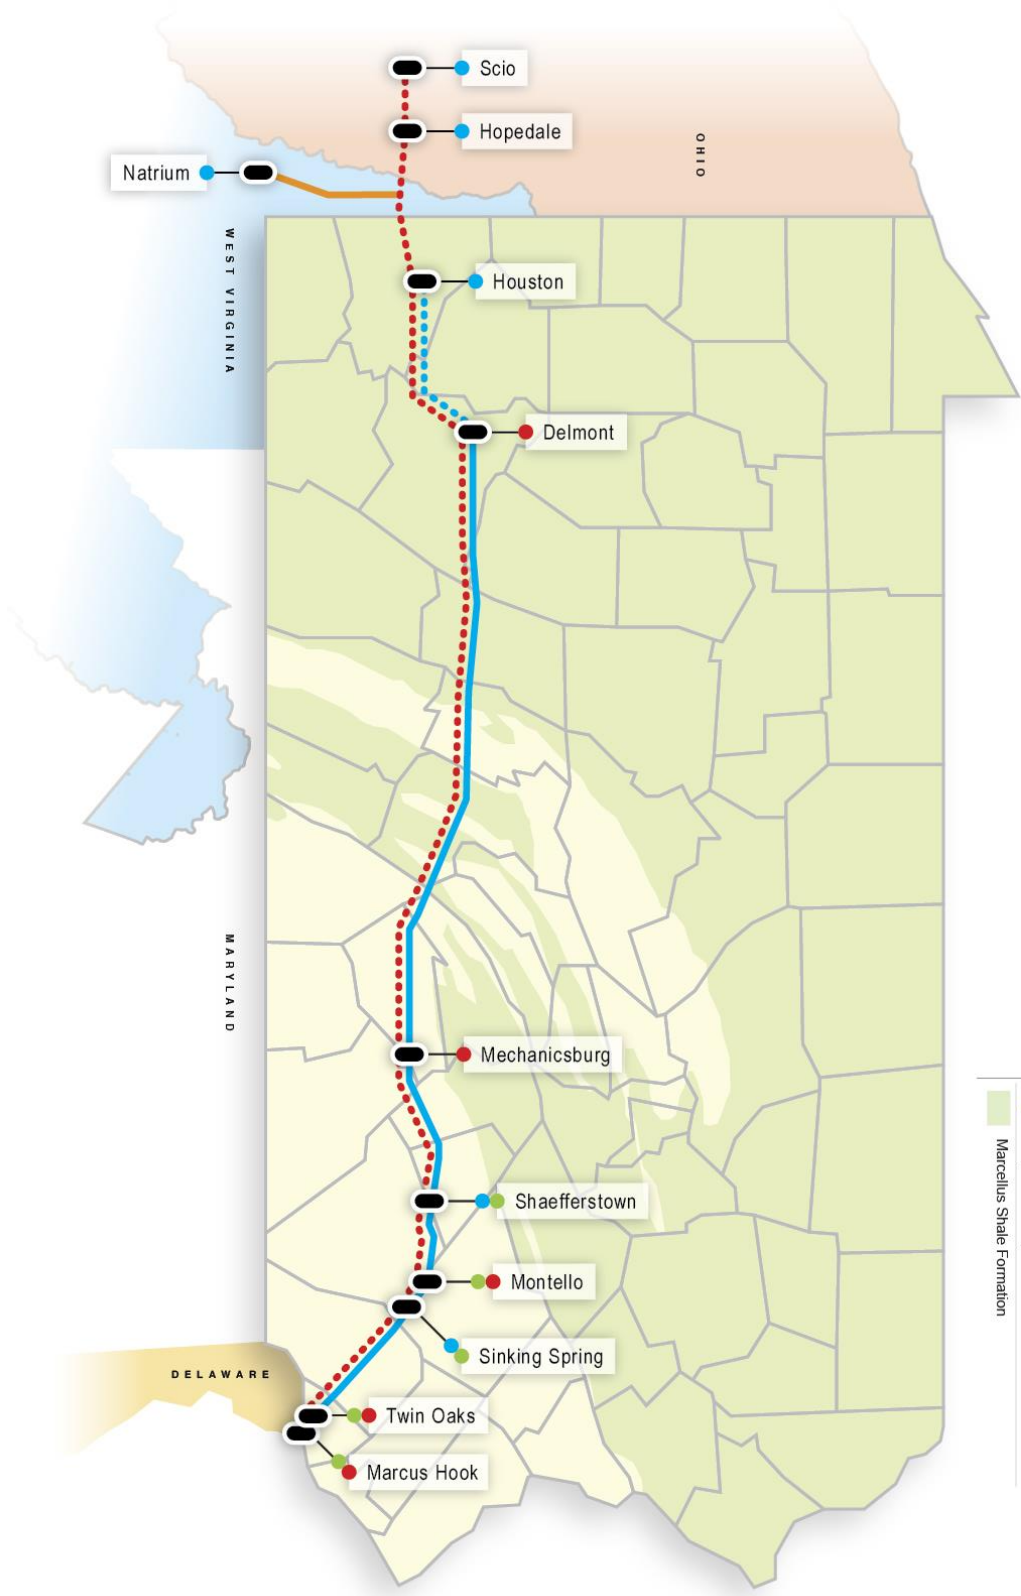 Scio
Hopedale
OHIO
Natrium
WEST VIRGINIA
Houston
Delmont
MARYLAND
Mechanicsburg
Marcellus Shale Formation
Shaefferstown
Montello
Sinking Spring
DELAWARE
Twin Oaks
Marcus Hook